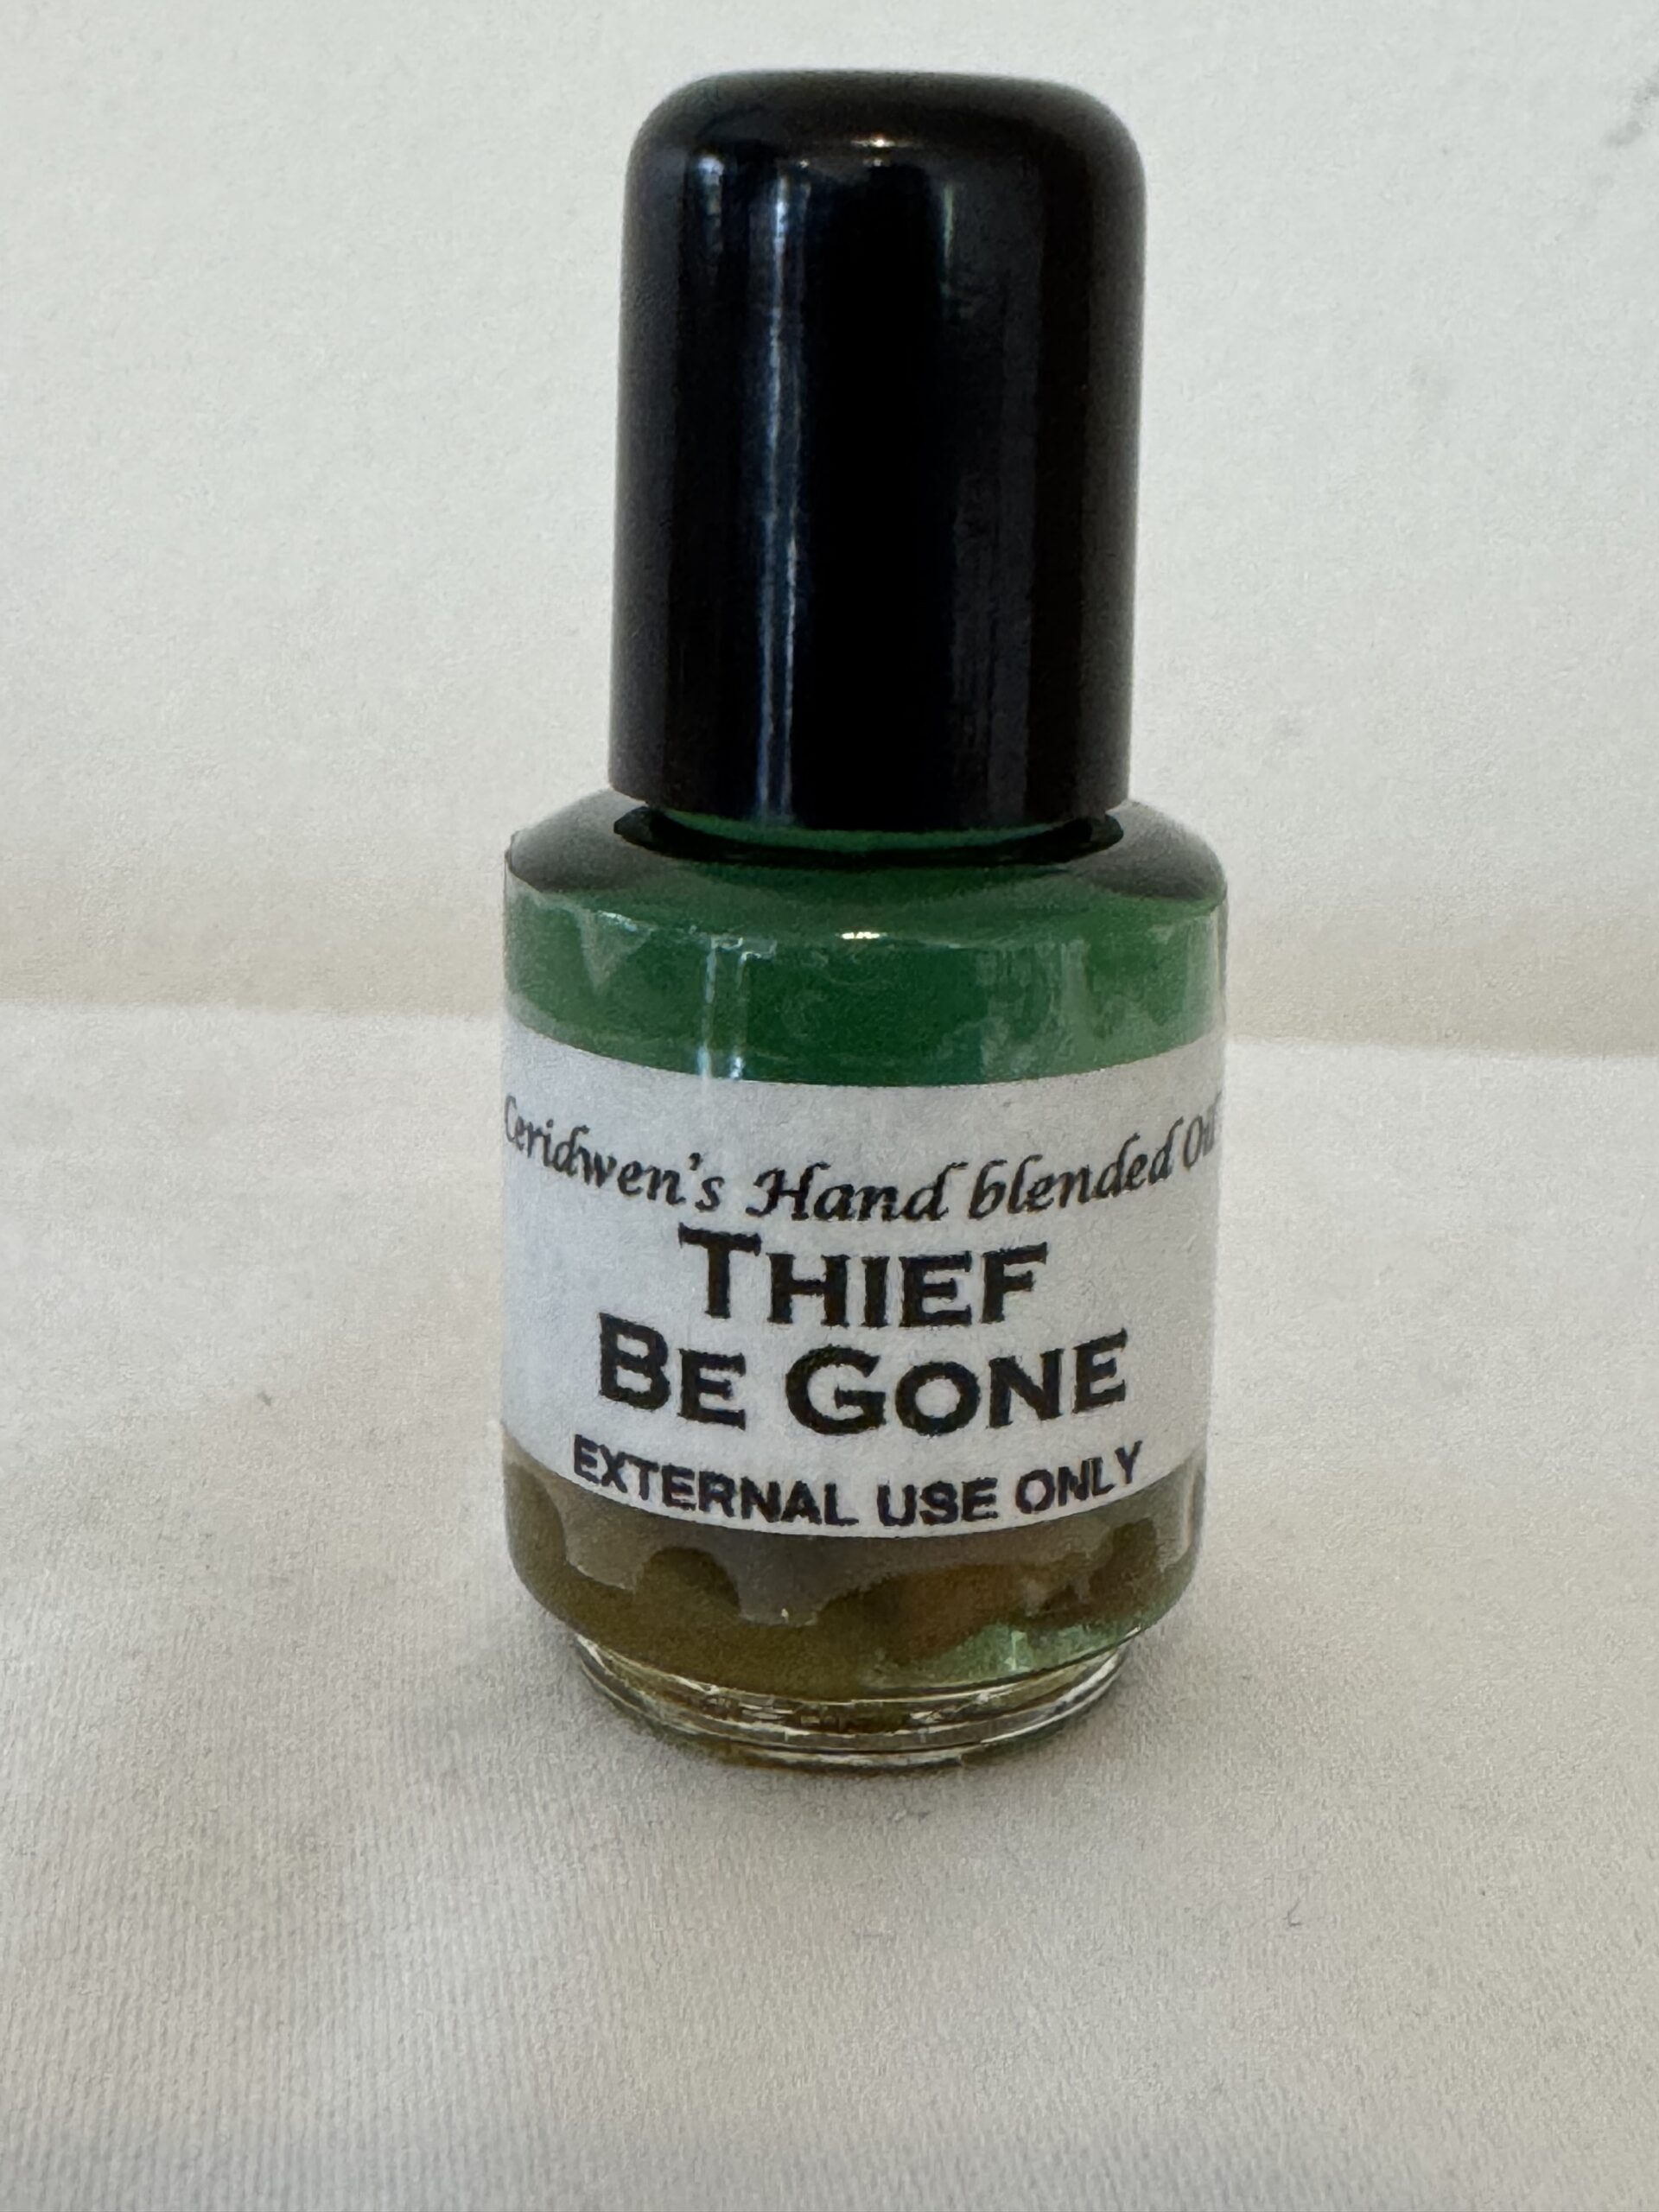 Ceridwen's Hand blended
THIEF
BE GONE
EXTERNAL USE ONLY